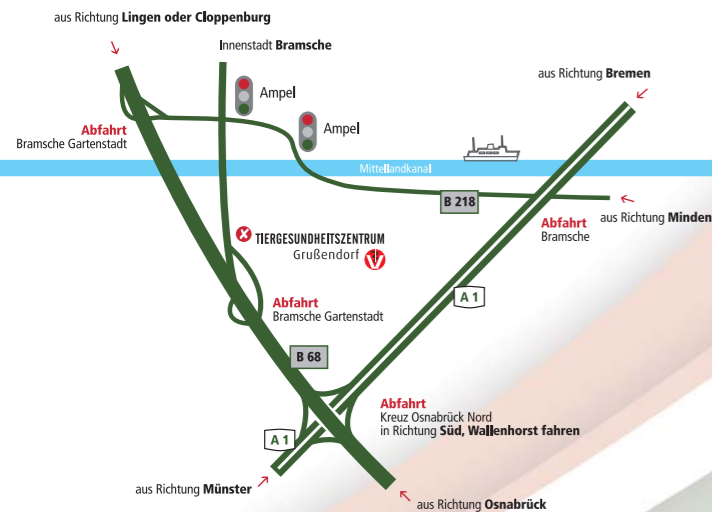 aus Richtung Lingen oder Cloppenburg
Innenstadt Bramsche
aus Richtung Bremen
Ampel
Ampel
Abfahrt
Bramsche Gartenstadt
Mittellandkanal
B 218
aus Richtung Minden
Abfahrt
Bramsche
X TIERGESUNDHEITSZENTRUM
Grußendorf V
A 1
Abfahrt
Bramsche Gartenstadt
B 68
Abfahrt
Kreuz Osnabrück Nord
in Richtung Süd, Wallenhorst fahren
A 1
aus Richtung Münster
aus Richtung Osnabrück